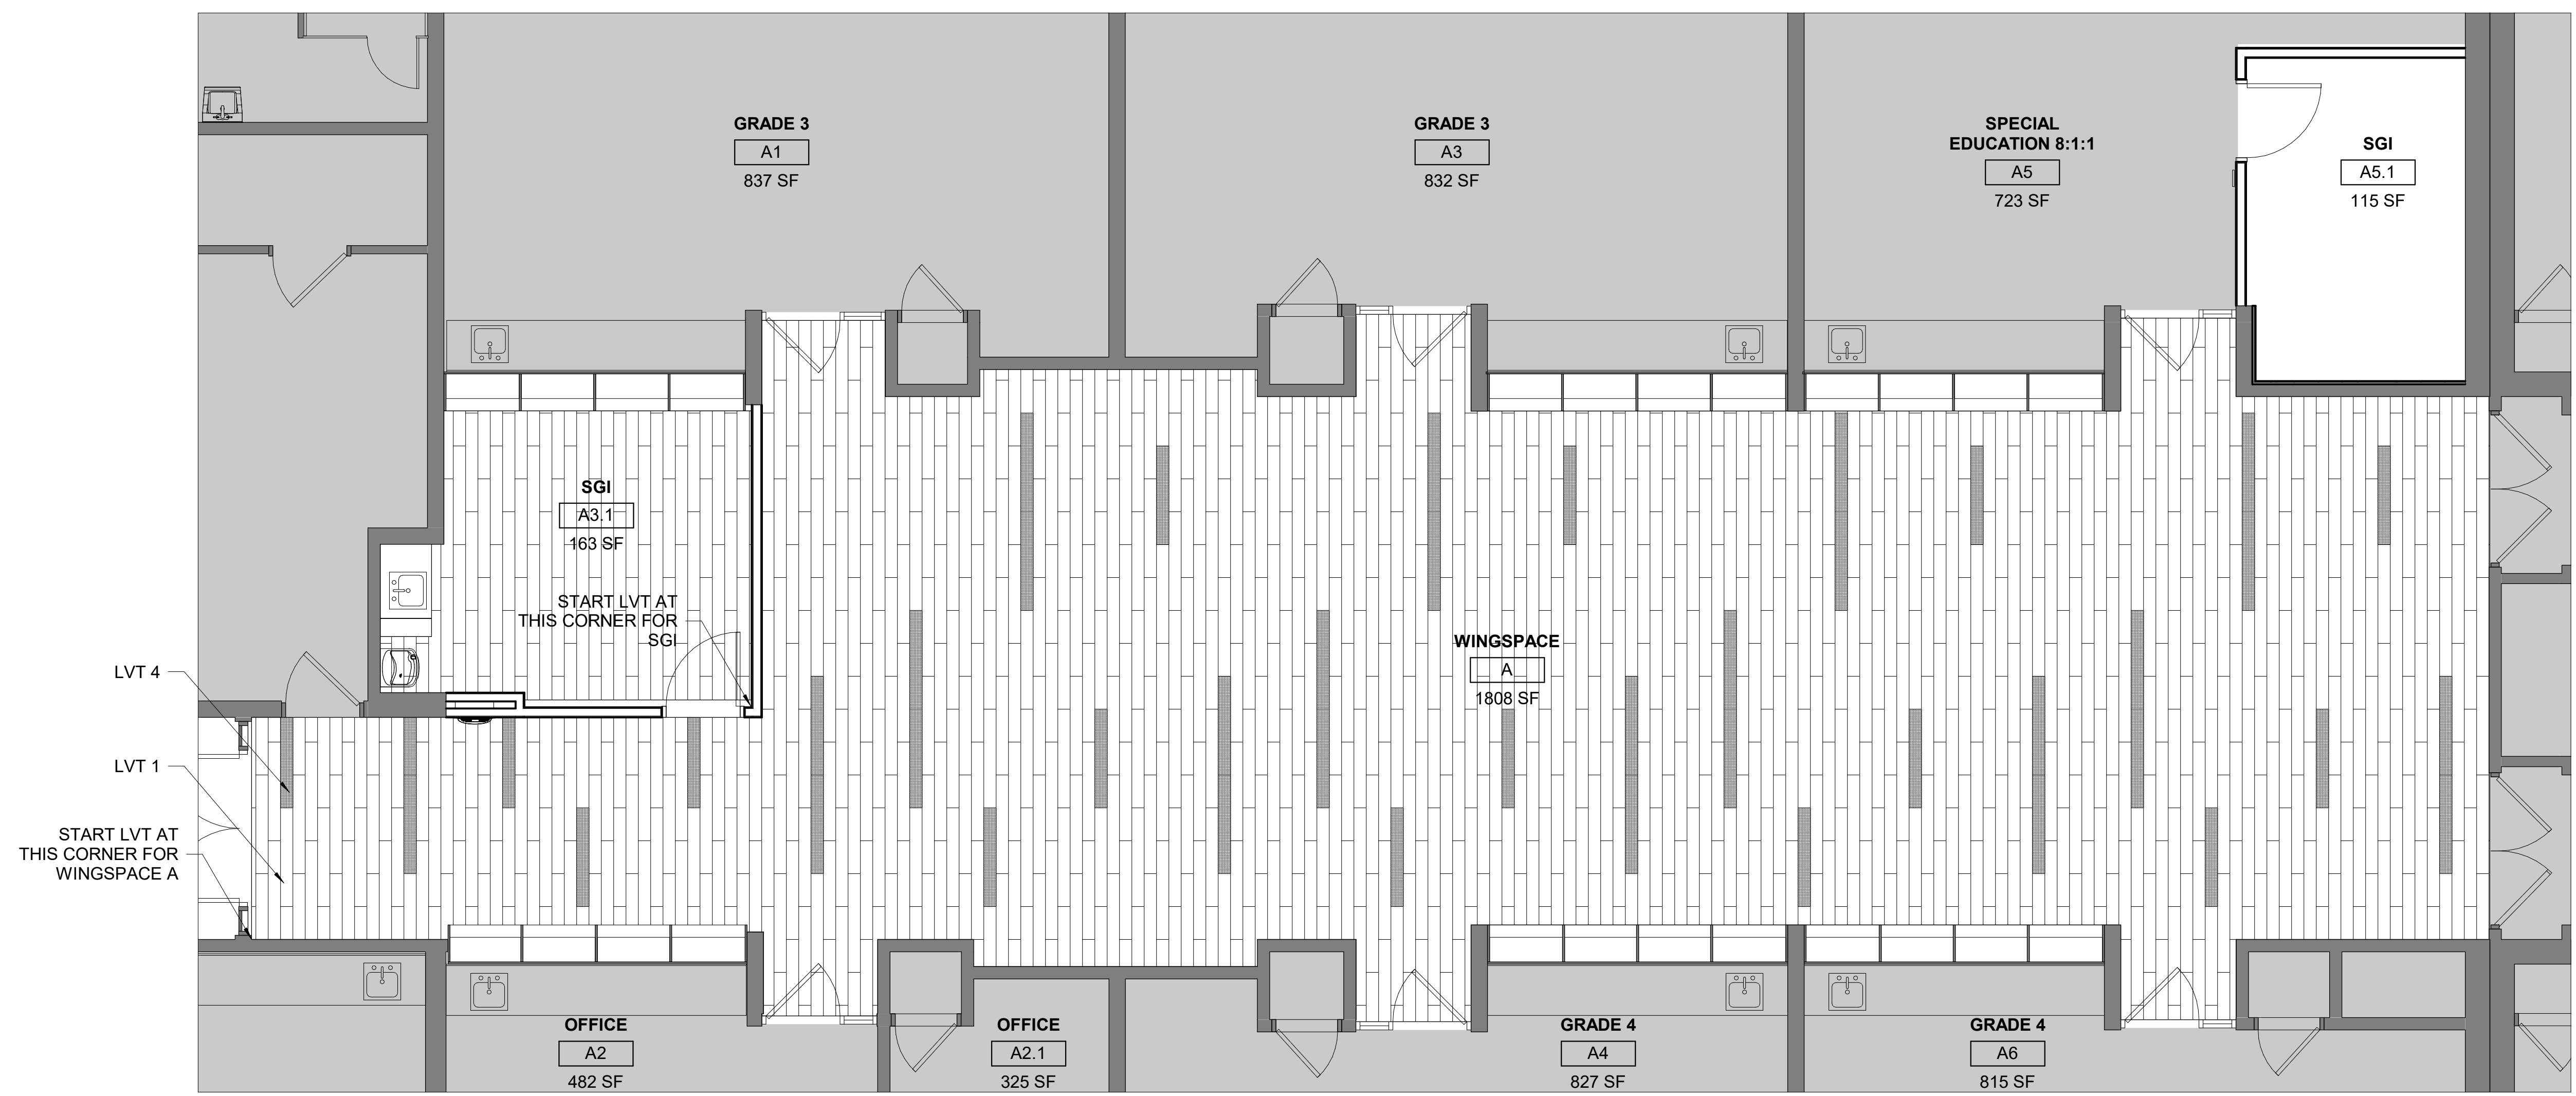 GRADE 3
A1
837 SF
GRADE 3
A3
832 SF
SPECIAL
EDUCATION 8:1:1
A5
723 SF
SGI
A5.1
115 SF
SGI
A3.1
163 SF
START LVT AT
THIS CORNER FOR
SGI
WINGSPACE
A
1808 SF
LVT 4
LVT 1
START LVT AT
THIS CORNER FOR
WINGSPACE A
OFFICE
A2
482 SF
OFFICE
A2.1
325 SF
GRADE 4
A4
827 SF
GRADE 4
A6
815 SF